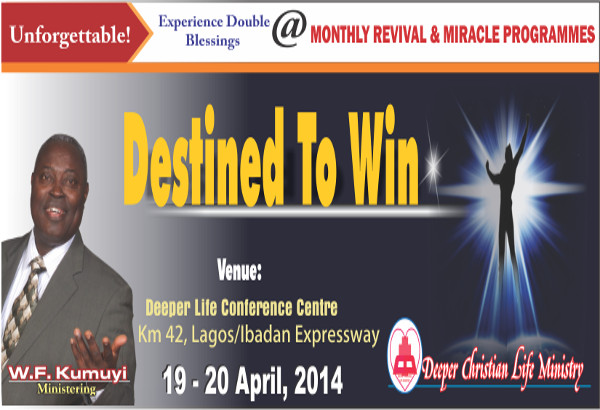 Unforgettable!
Experience Double
Blessings
@ MONTHLY REVIVAL & MIRACLE PROGRAMMES
Destined To Win
Venue:
Deeper Life Conference Centre
Km 42, Lagos/Ibadan Expressway
19 - 20 April, 2014
W.F. Kumuyi
Ministering
Deeper Christian Life Ministry